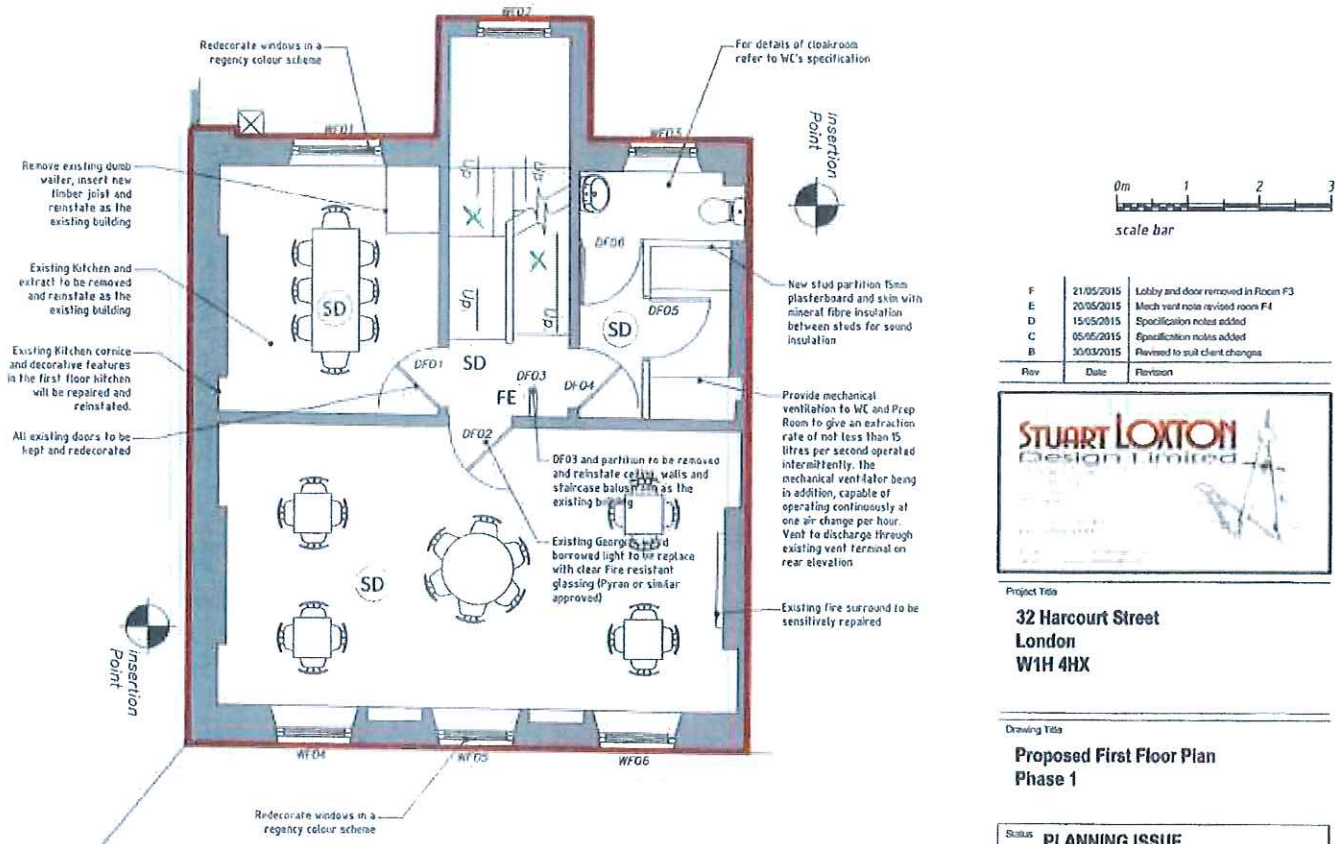 WF02
Redecorate windows in a
regency colour scheme
For details of cloakroom
refer to WC's specification
WF01
WF03
insertion
Point
Remove existing dumb
waiter, insert new
timber joist and
reinstate as the
existing building
Up
Up
DF06
0m 1 2 3
scale bar
Existing Kitchen and
extract to be removed
and reinstate as the
existing building
SD
Up
Up
SD
DF05
New stud partition 15mm
plasterboard and skim with
mineral fibre insulation
between studs for sound
insulation
Existing Kitchen cornice
and decorative features
in the first floor kitchen
will be repaired and
reinstated.
DF01
SD
DF03
FE
DF04
All existing doors to be
kept and redecorated
DF02
DF03 and partition to be removed
and reinstate walls and
staircase as the
existing
Provide mechanical
ventilation to WC and Prep
Room to give an extraction
rate of not less than 15
litres per second operated
intermittently. the
mechanical ventilator being
in addition, capable of
operating continuously at
one air change per hour.
Vent to discharge through
existing vent terminal on
rear elevation
Existing
borrowed light to be replace
with clear Fire resistant
glassing (Pyran or similar
approved)
SD
Existing fire surround to be
sensitively repaired
insertion
Point
WF04
WF05
WF06
Redecorate windows in a
regency colour scheme
F 21/05/2015 Lobby and door removed in Room F3
E 20/05/2015 Mech vent note revised room F4
D 15/05/2015 Specification notes added
C 05/05/2015 Specification notes added
B 30/03/2015 Revised to suit client changes
Rev Date Revision
STUART LOXTON
Design Limited
Project Title
32 Harcourt Street
London
W1H 4HX
Drawing Title
Proposed First Floor Plan
Phase 1
Status PLANNING ISSUE